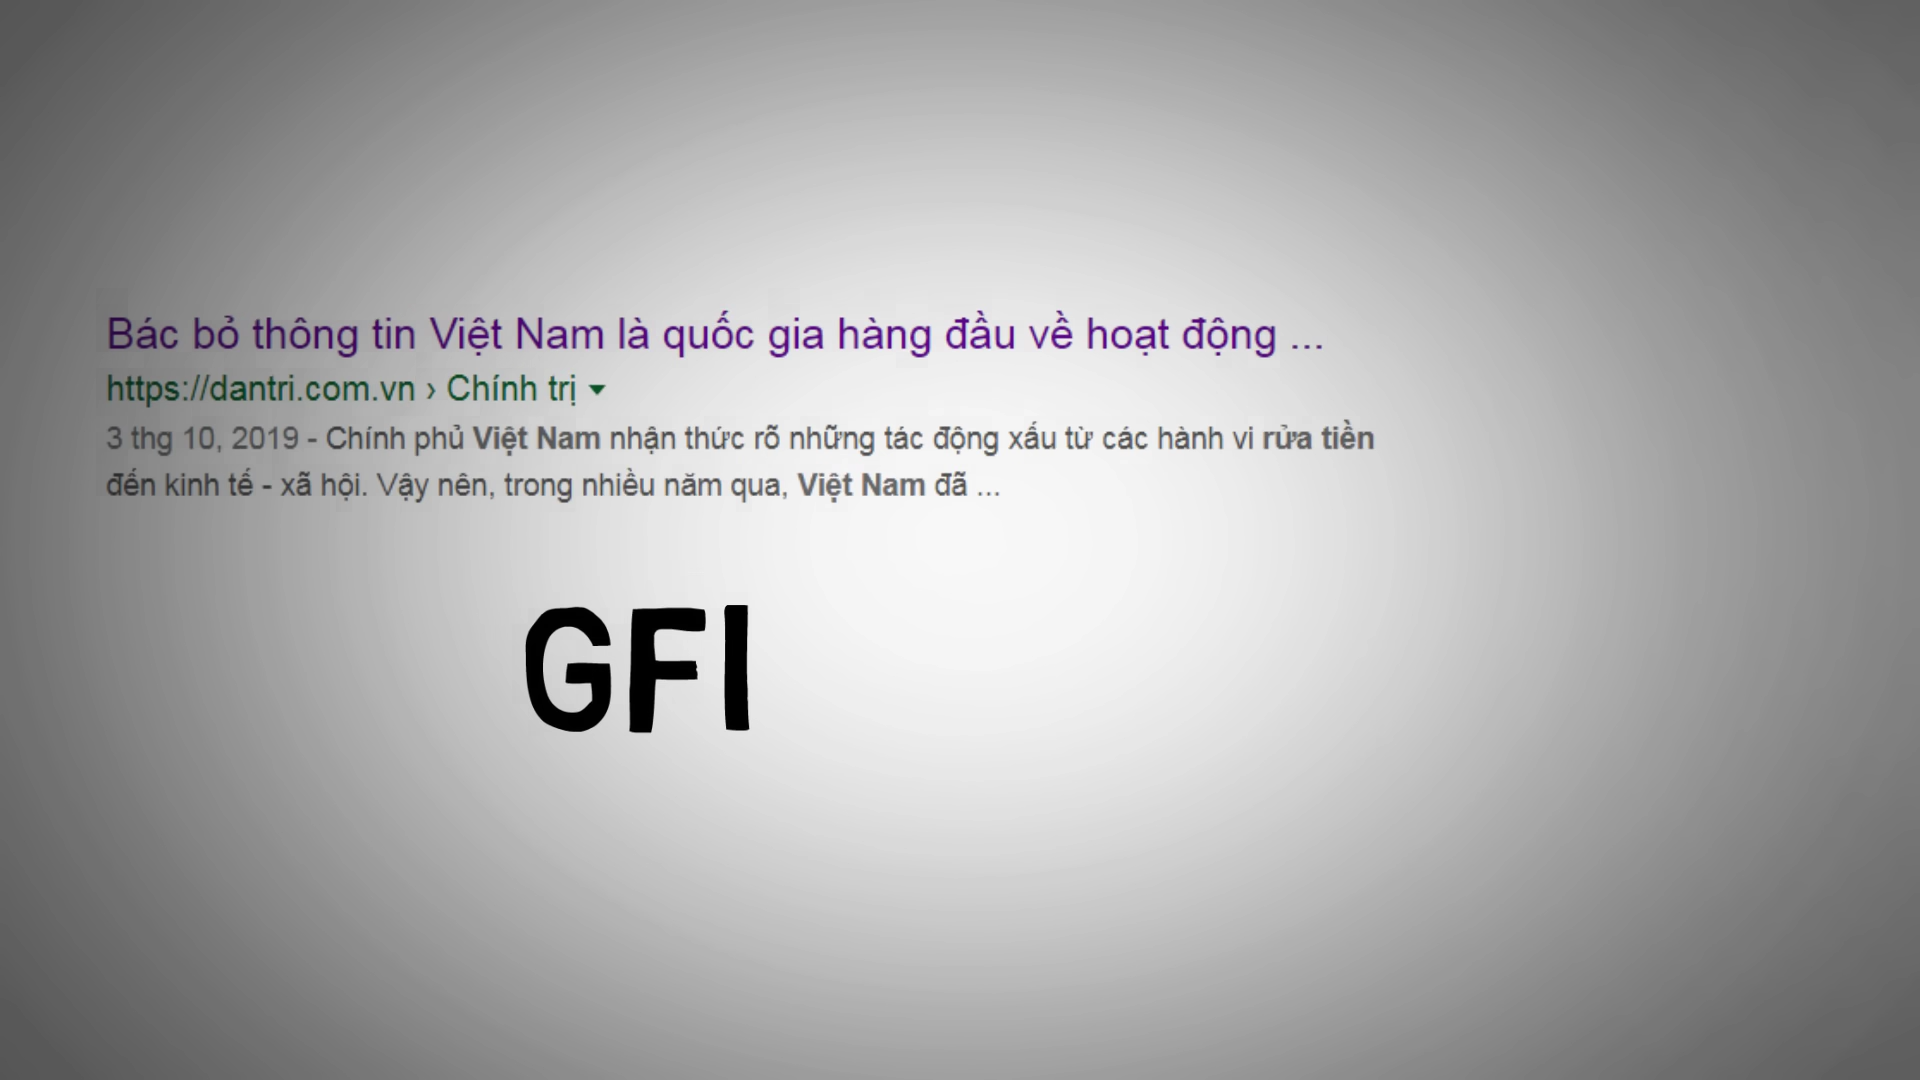 Bác bỏ thông tin Việt Nam là quốc gia hàng đầu về hoạt động ...
https://dantri.com.vn › Chính trị
3 thg 10, 2019 - Chính phủ Việt Nam nhận thức rõ những tác động xấu từ các hành vi rửa tiền
đến kinh tế - xã hội. Vậy nên, trong nhiều năm qua, Việt Nam đã ...
GFI